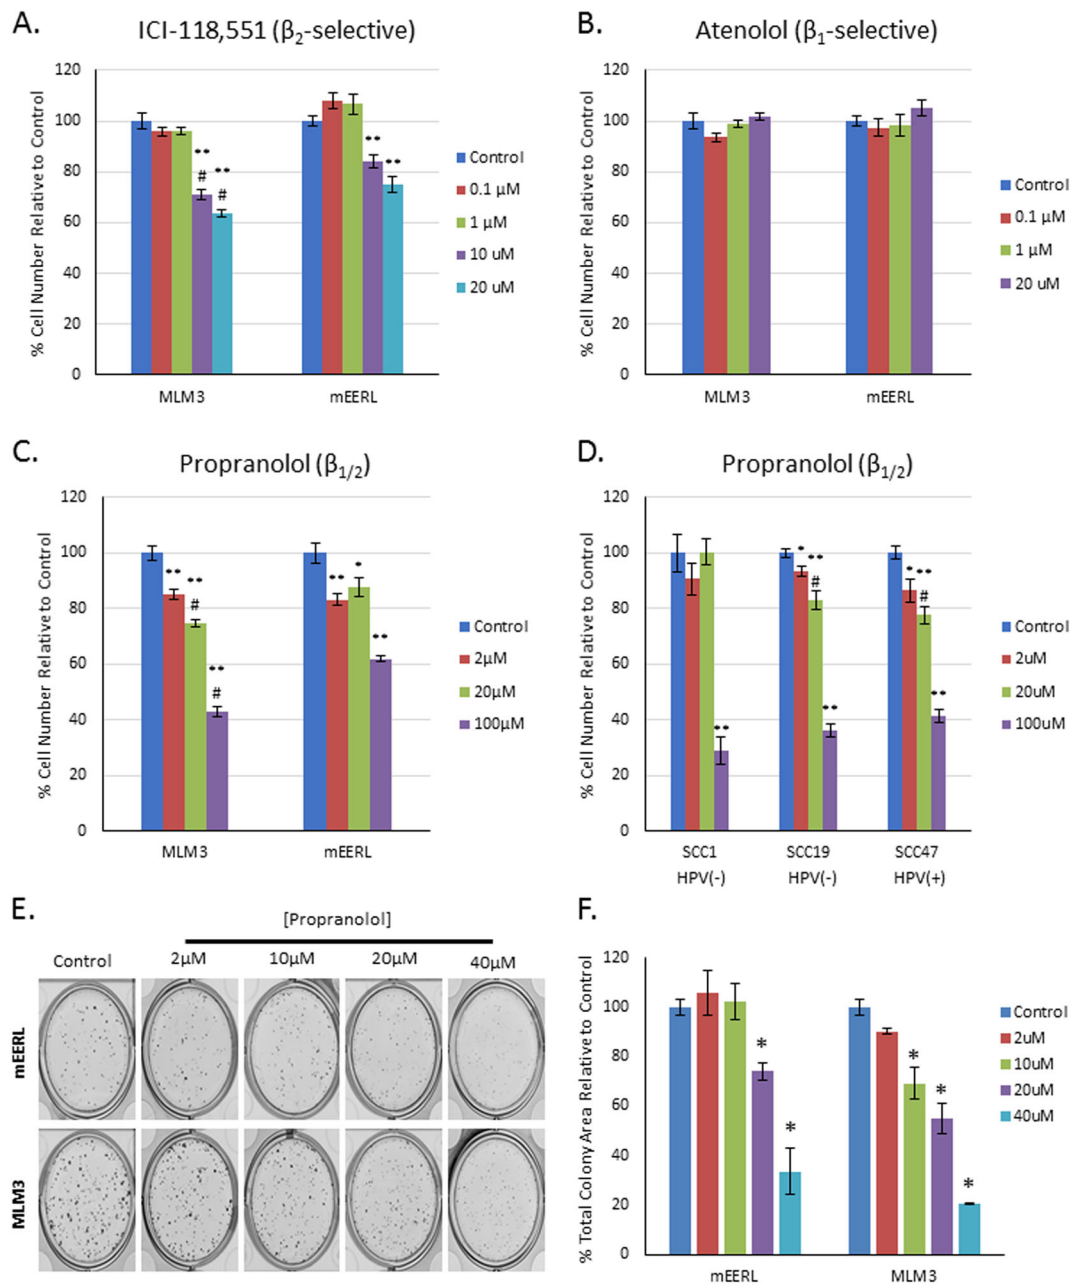 A.
ICI-118,551 (β2-selective)
% Cell Number Relative to Control
120
100
80
60
40
20
0
**
#
**
#
**
**
MLM3
mEERL
Control
0.1 µM
1 µM
10 uM
20 uM
B.
Atenolol (β1-selective)
% Cell Number Relative to Control
120
100
80
60
40
20
0
MLM3
mEERL
Control
0.1 µM
1 µM
20 uM
C.
Propranolol (β1/2)
% Cell Number Relative to Control
120
100
80
60
40
20
0
**
**
#
**
#
**
*
**
MLM3
mEERL
Control
2µM
20µM
100µM
D.
Propranolol (β1/2)
% Cell Number Relative to Control
120
100
80
60
40
20
0
**
*
**
#
**
*
**
#
**
SCC1
HPV(-)
SCC19
HPV(-)
SCC47
HPV(+)
Control
2uM
20uM
100uM
E.
[Propranolol]
Control
2µM
10µM
20µM
40µM
mEERL
MLM3
F.
% Total Colony Area Relative to Control
120
100
80
60
40
20
0
*
*
*
*
*
mEERL
MLM3
Control
2uM
10uM
20uM
40uM